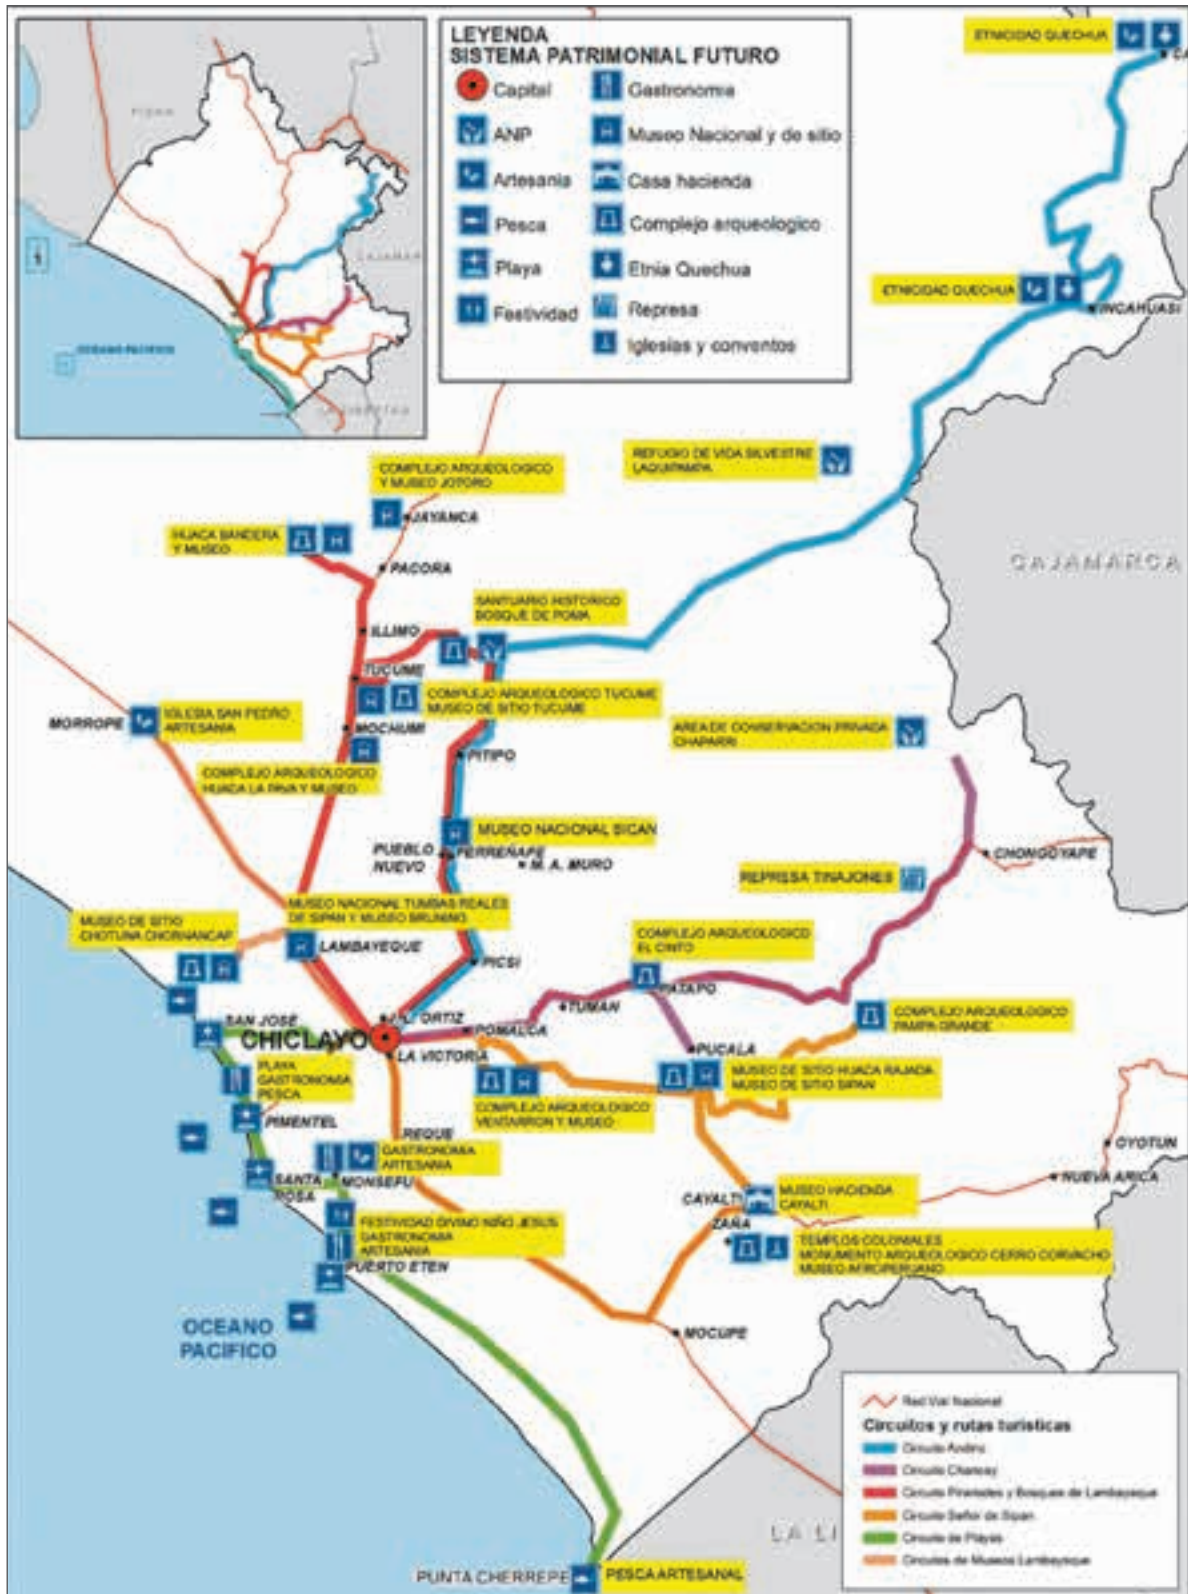 LEYENDA
SISTEMA PATRIMONIAL FUTURO
Capital
ANP
Artesania
Pesca
Playa
Festividad
Gastronomia
Museo Nacional y de sitio
Casa hacienda
Complejo arqueologico
Etnia Quechua
Represa
Iglesias y conventos
OCEANO PACIFICO
ETNICIDAD QUECHUA
ETNICIDAD QUECHUA
INCAHUASI
REFUGIO DE VIDA SILVESTRE
LAQUIPAMPA
COMPLEJO ARQUEOLOGICO
Y MUSEO JOTORO
JAYANCA
HUACA BANDERA
Y MUSEO
PACORA
CAJAMARCA
SANTUARIO HISTORICO
BOSQUE DE POMA
ILLIMO
TUCUME
COMPLEJO ARQUEOLOGICO TUCUME
MUSEO DE SITIO TUCUME
MORROPE
IGLESIA SAN PEDRO
ARTESANIA
MOCHUMI
AREA DE CONSERVACION PRIVADA
CHAPARRI
COMPLEJO ARQUEOLOGICO
HUACA LA PAVA Y MUSEO
PITIPO
MUSEO NACIONAL SICAN
PUEBLO
NUEVO
FERREÑAFE
M. A. MURO
CHONGOYAPE
REPRESA TINAJONES
MUSEO NACIONAL TUMBAS REALES
DE SIPAN Y MUSEO BRUNING
MUSEO DE SITIO
CHOTUNA CHORNANCAP
LAMBAYEQUE
COMPLEJO ARQUEOLOGICO
EL CINTO
PICSI
PATAPO
TUMAN
COMPLEJO ARQUEOLOGICO
PAMPA GRANDE
SAN JOSE
J.L. ORTIZ
CHICLAYO
POMALCA
LA VICTORIA
PUCALA
PLAYA
GASTRONOMIA
PESCA
MUSEO DE SITIO HUACA RAJADA
MUSEO DE SITIO SIPAN
COMPLEJO ARQUEOLOGICO
VENTARRON Y MUSEO
PIMENTEL
REQUE
GASTRONOMIA
ARTESANIA
OYOTUN
SANTA
ROSA
MONSEFU
NUEVA ARICA
CAYALTI
MUSEO HACIENDA
CAYALTI
FESTIVIDAD DIVINO NIÑO JESUS
GASTRONOMIA
ARTESANIA
ZAÑA
TEMPLOS COLONIALES
MONUMENTO ARQUEOLOGICO CERRO CORVACHO
MUSEO AFROPERUANO
PUERTO ETEN
OCEANO
PACIFICO
MOCUPE
Red Vial Nacional
Circuitos y rutas turisticas
Circuito Andino
Circuito Chancay
Circuito Piramides y Bosques de Lambayeque
Circuito Señor de Sipan
Circuito de Playas
Circuitos de Museos Lambayeque
LA LI
PUNTA CHERREPE
PESCA ARTESANAL